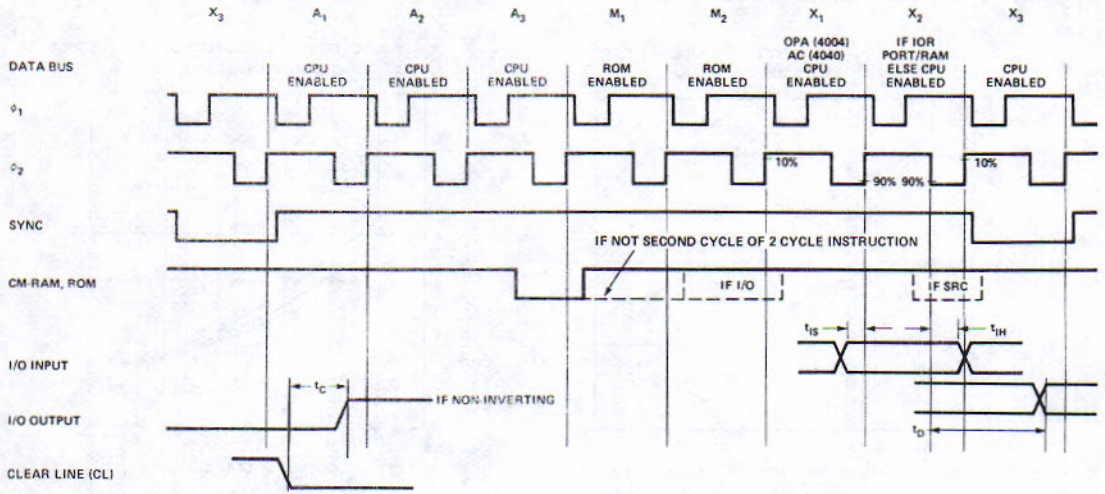 X3 A1 A2 A3 M1 M2 X1 X2 X3
DATA BUS
CPU ENABLED
CPU ENABLED
CPU ENABLED
ROM ENABLED
ROM ENABLED
OPA (4004) AC (4040) CPU ENABLED
IF IOR PORT/RAM ELSE CPU ENABLED
CPU ENABLED
ϕ1
ϕ2
10%
90% 90%
10%
SYNC
IF NOT SECOND CYCLE OF 2 CYCLE INSTRUCTION
CM-RAM, ROM
IF I/O
IF SRC
tIS
tIH
I/O INPUT
tC
IF NON-INVERTING
I/O OUTPUT
tD
CLEAR LINE (CL)